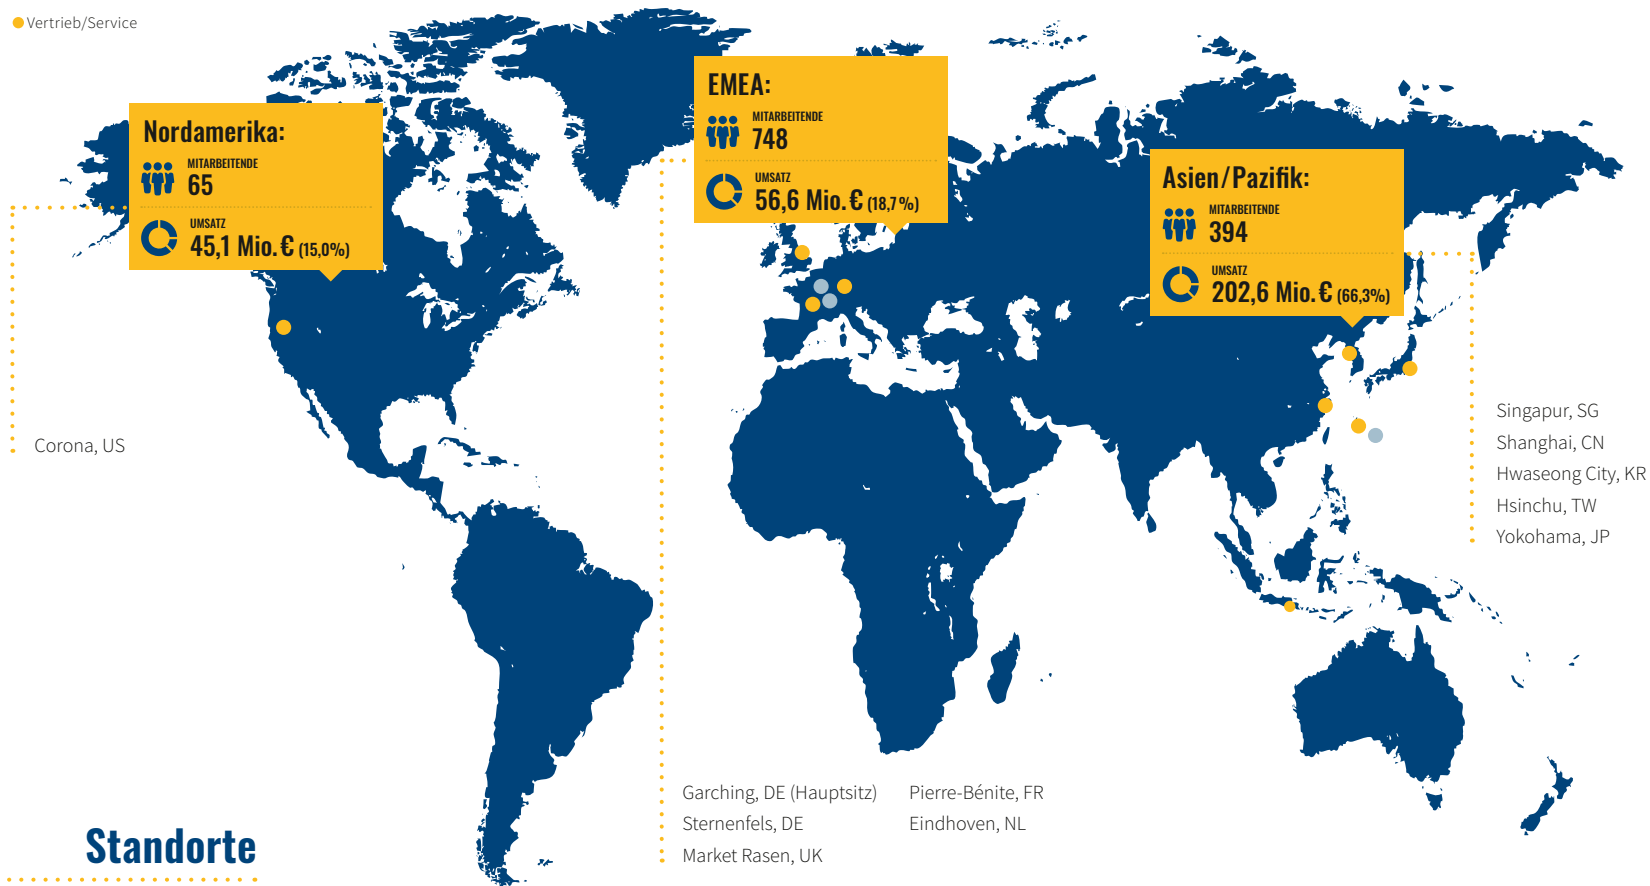 Vertrieb/Service
Nordamerika:
MITARBEITENDE
65
UMSATZ
45,1 Mio. € (15,0%)
Corona, US
EMEA:
MITARBEITENDE
748
UMSATZ
56,6 Mio. € (18,7%)
Garching, DE (Hauptsitz)
Sternenfels, DE
Market Rasen, UK
Pierre-Bénite, FR
Eindhoven, NL
Asien/Pazifik:
MITARBEITENDE
394
UMSATZ
202,6 Mio. € (66,3%)
Singapur, SG
Shanghai, CN
Hwaseong City, KR
Hsinchu, TW
Yokohama, JP
Standorte